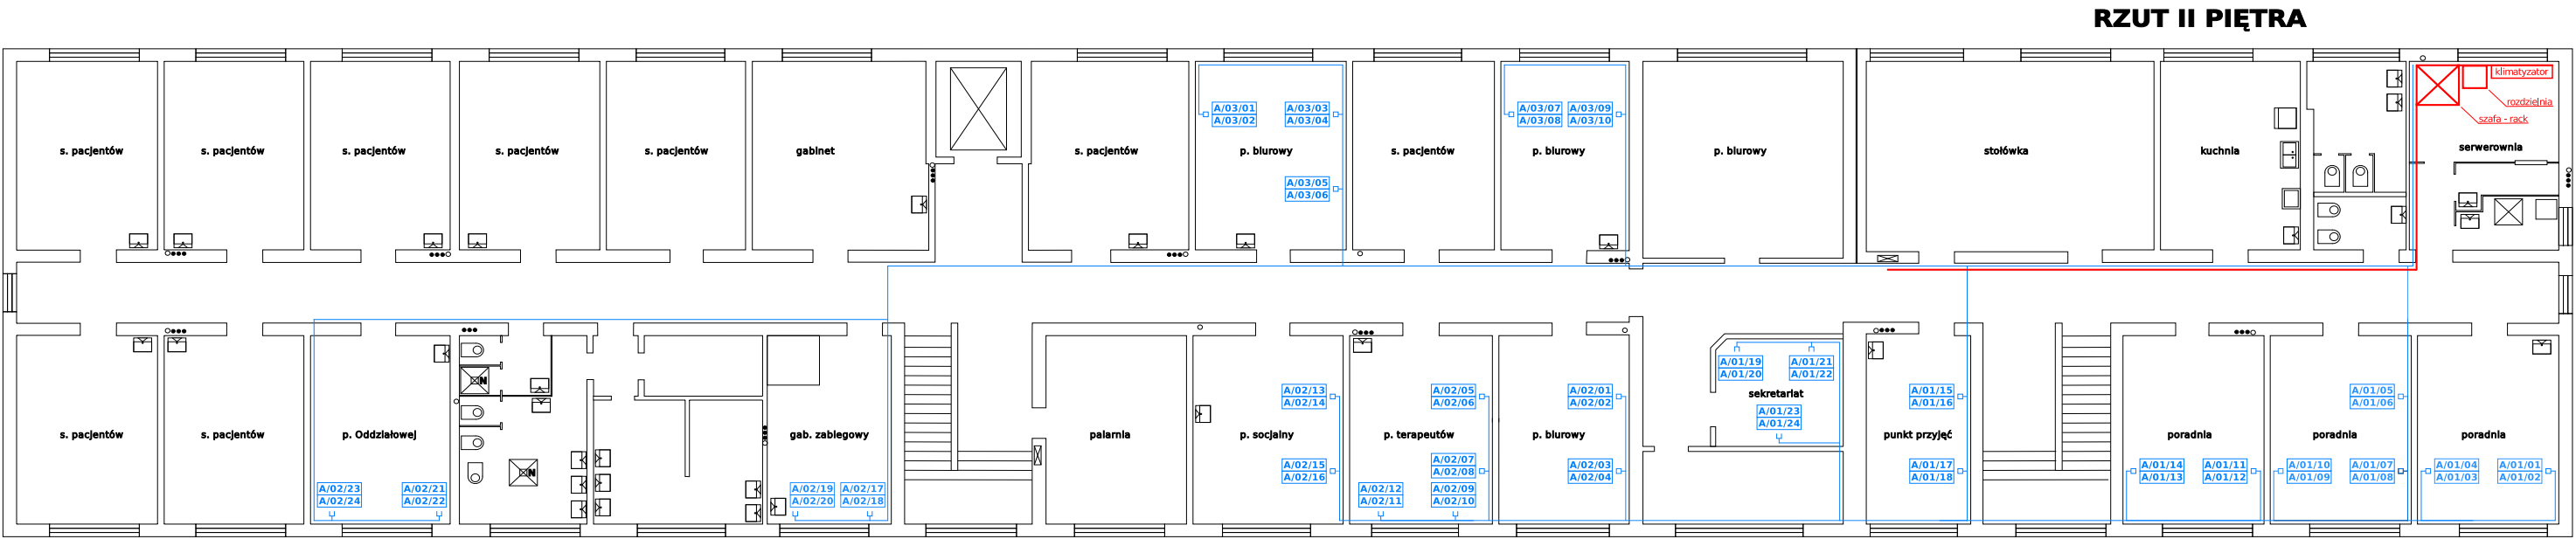 RZUT II PIĘTRA
klimatyzator
rozdzielnia
szafa - rack
A/03/01
A/03/02
A/03/03
A/03/04
A/03/07
A/03/08
A/03/09
A/03/10
s. pacjentów
s. pacjentów
s. pacjentów
s. pacjentów
s. pacjentów
gabinet
s. pacjentów
p. biurowy
s. pacjentów
p. biurowy
p. biurowy
stołówka
kuchnia
serwerownia
A/03/05
A/03/06
N
N
A/01/19
A/01/20
A/01/21
A/01/22
sekretariat
A/01/23
A/01/24
A/02/13
A/02/14
A/02/05
A/02/06
A/02/01
A/02/02
A/01/15
A/01/16
A/01/05
A/01/06
s. pacjentów
s. pacjentów
p. Oddziałowej
gab. zabiegowy
palarnia
p. socjalny
p. terapeutów
p. biurowy
punkt przyjęć
poradnia
poradnia
poradnia
A/02/15
A/02/16
A/02/07
A/02/08
A/02/03
A/02/04
A/01/17
A/01/18
A/01/14
A/01/13
A/01/11
A/01/12
A/01/10
A/01/09
A/01/07
A/01/08
A/01/04
A/01/03
A/01/01
A/01/02
A/02/23
A/02/24
A/02/21
A/02/22
A/02/19
A/02/20
A/02/17
A/02/18
A/02/12
A/02/11
A/02/09
A/02/10